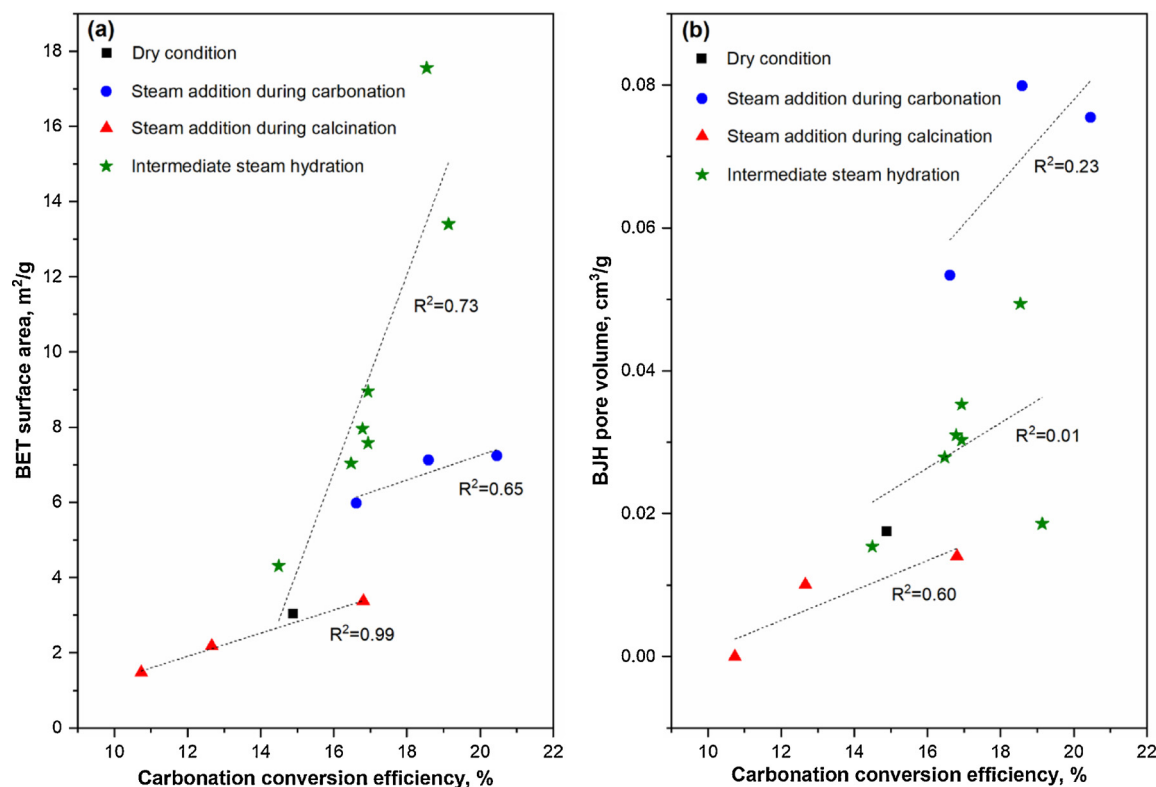 (a)
Dry condition
Steam addition during carbonation
Steam addition during calcination
Intermediate steam hydration
18
16
14
12
10
8
6
4
2
0
BET surface area, m²/g
R²=0.73
R²=0.65
R²=0.99
10 12 14 16 18 20 22
Carbonation conversion efficiency, %
(b)
Dry condition
Steam addition during carbonation
Steam addition during calcination
Intermediate steam hydration
0.08
0.06
0.04
0.02
0.00
BJH pore volume, cm³/g
R²=0.23
R²=0.01
R²=0.60
10 12 14 16 18 20 22
Carbonation conversion efficiency, %